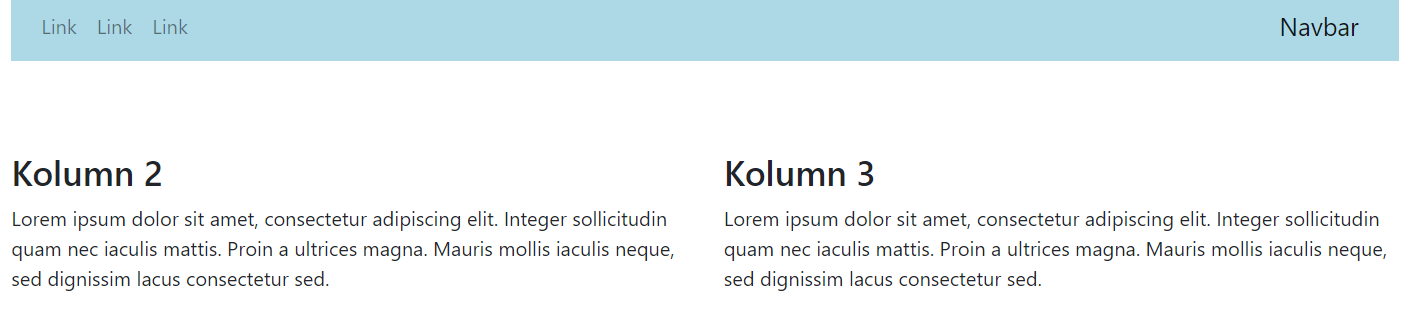 Link Link Link Navbar
Kolumn 2
Lorem ipsum dolor sit amet, consectetur adipiscing elit. Integer sollicitudin
quam nec iaculis mattis. Proin a ultrices magna. Mauris mollis iaculis neque,
sed dignissim lacus consectetur sed.
Kolumn 3
Lorem ipsum dolor sit amet, consectetur adipiscing elit. Integer sollicitudin
quam nec iaculis mattis. Proin a ultrices magna. Mauris mollis iaculis neque,
sed dignissim lacus consectetur sed.